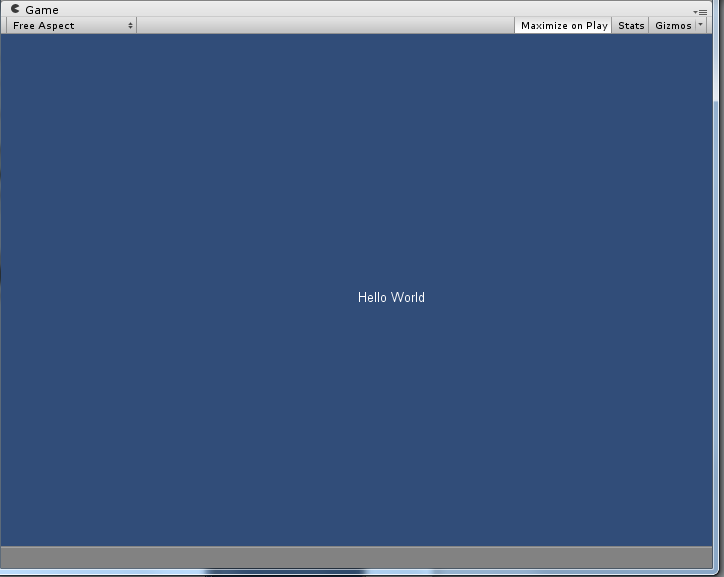 Game
Free Aspect Maximize on Play Stats Gizmos
Hello World